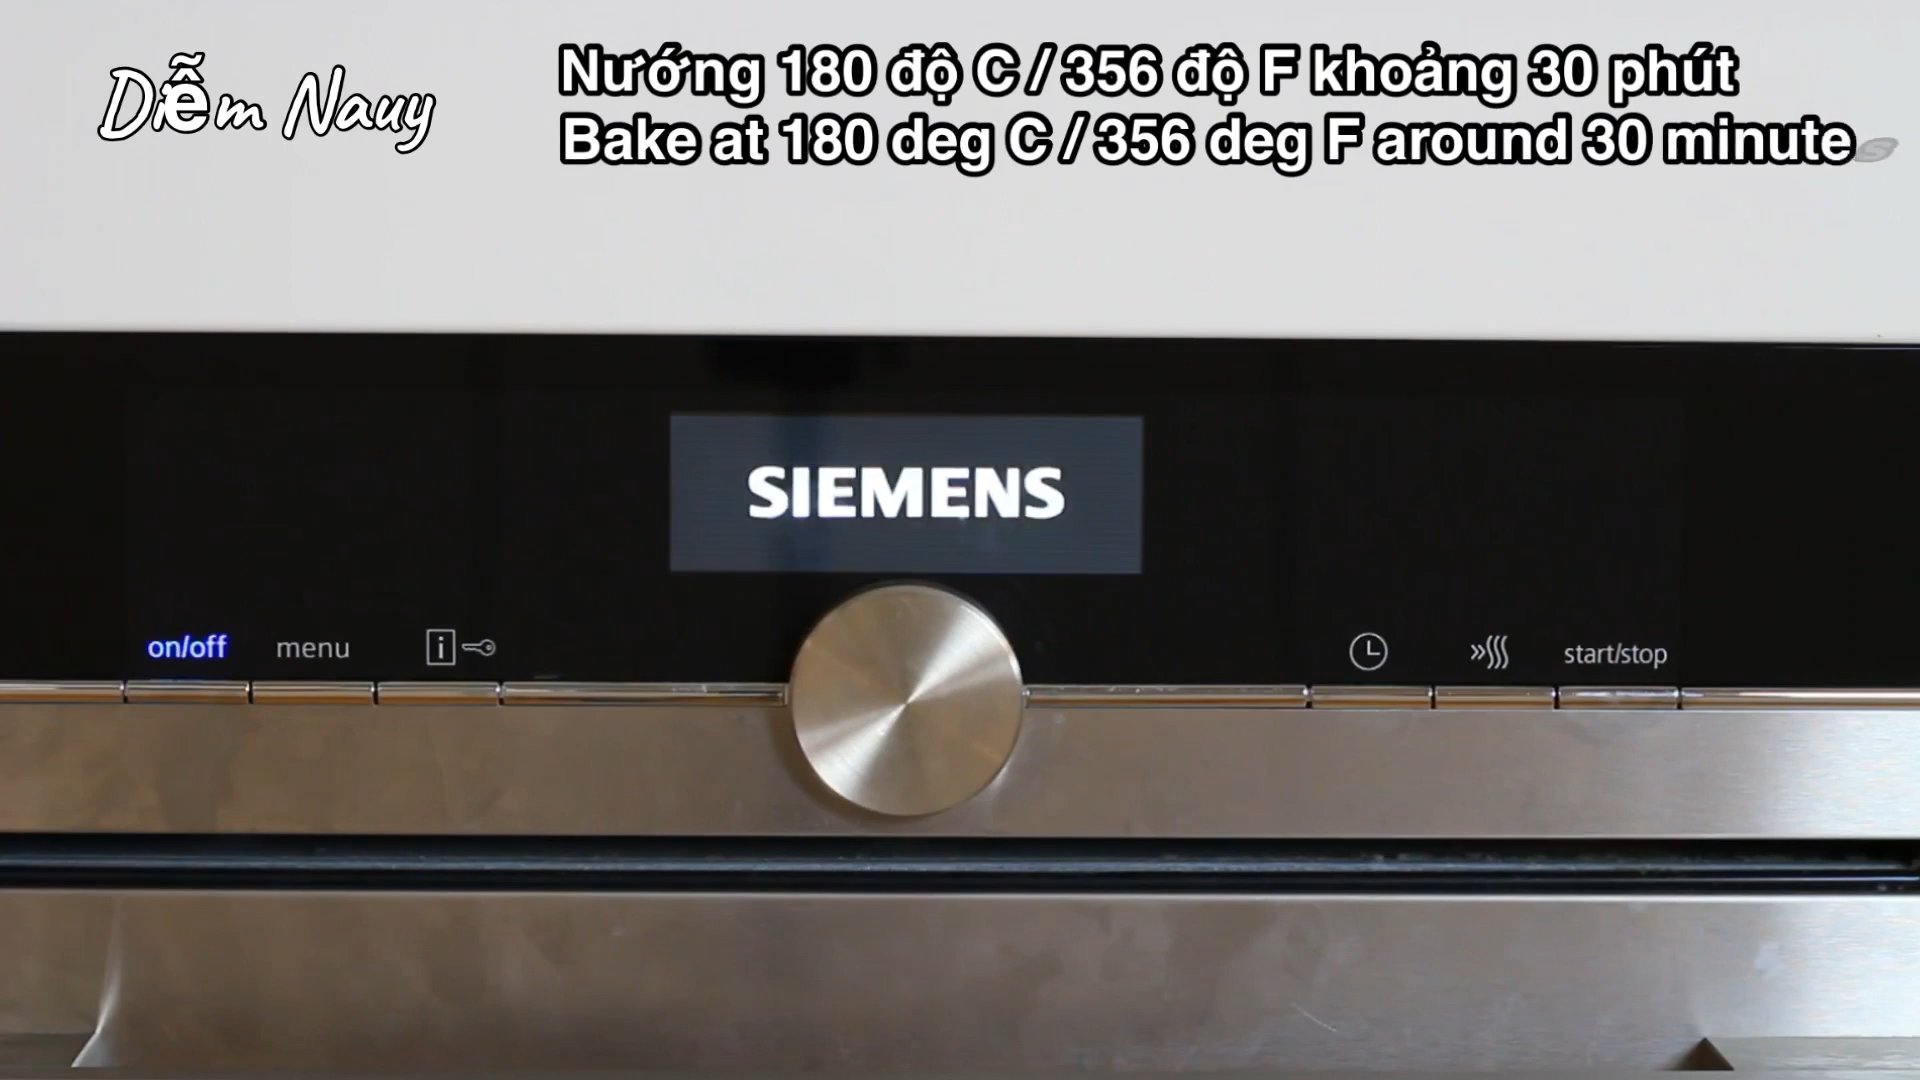 Diễm Nauy
Nướng 180 độ C / 356 độ F khoảng 30 phút
Bake at 180 deg C / 356 deg F around 30 minute
SIEMENS
on/off
menu
i
start/stop